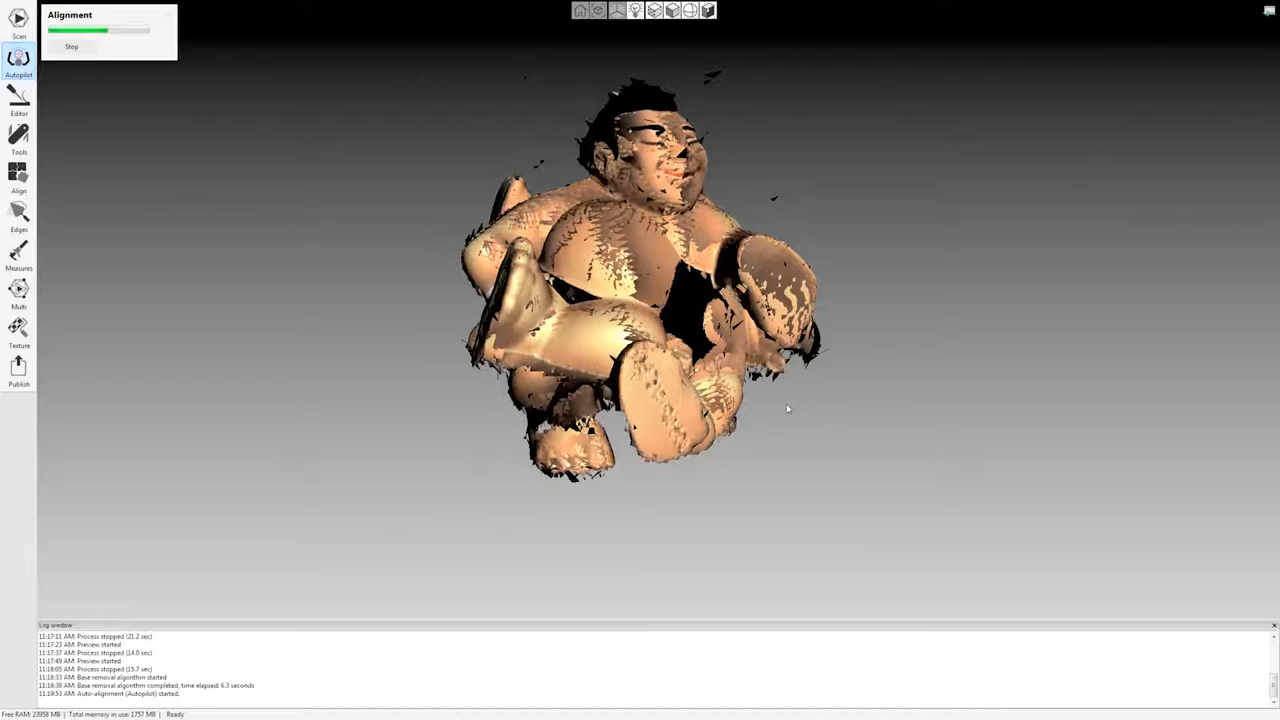 Alignment
Stop
Scan
Autopilot
Editor
Tools
Align
Edges
Measures
Multi
Texture
Publish
Log window
11:17:11 AM: Process stopped (21.2 sec)
11:17:23 AM: Preview started
11:17:37 AM: Process stopped (14.0 sec)
11:17:49 AM: Preview started
11:18:05 AM: Process stopped (15.7 sec)
11:18:33 AM: Base removal algorithm started
11:18:39 AM: Base removal algorithm completed, time elapsed: 6.3 seconds
11:19:53 AM: Auto-alignment (Autopilot) started.
Free RAM: 23958 MB | Total memory in use: 1757 MB | Ready